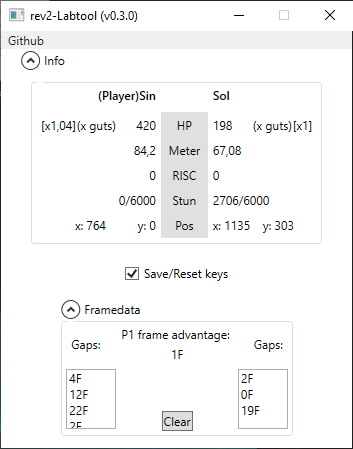 rev2-Labtool (v0.3.0)
Github
Info
(Player)Sin Sol
[x1,04](x guts) 420 HP 198 (x guts)[x1]
84,2 Meter 67,08
0 RISC 0
0/6000 Stun 2706/6000
x: 764 y: 0 Pos x: 1135 y: 303
Save/Reset keys
Framedata
P1 frame advantage:
Gaps: 1F Gaps:
4F 2F
12F 0F
22F 19F
2F Clear